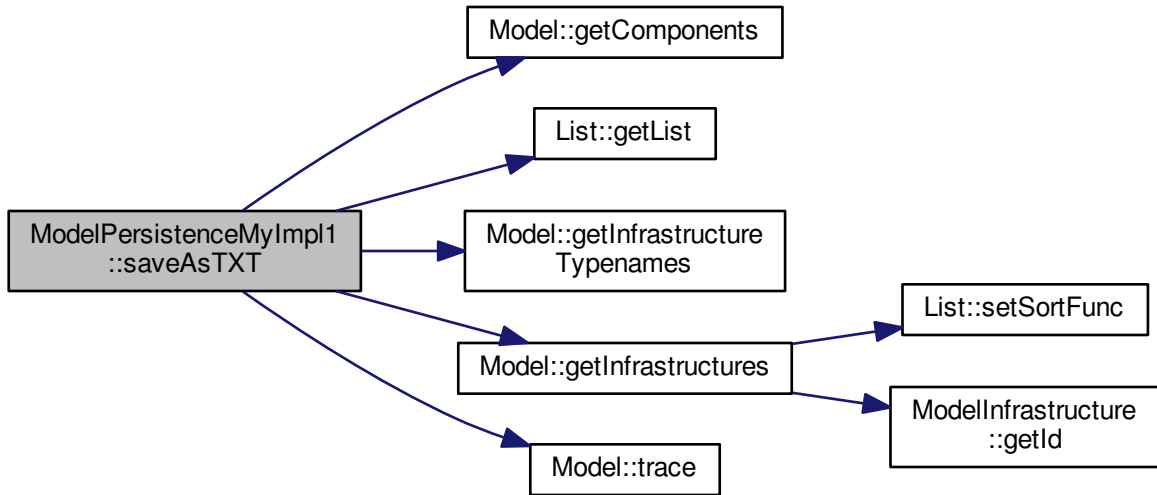 Model::getComponents
List::getList
ModelPersistenceMyImpl1
::saveAsTXT
Model::getInfrastructure
Typenames
List::setSortFunc
Model::getInfrastructures
ModelInfrastructure
::getId
Model::trace